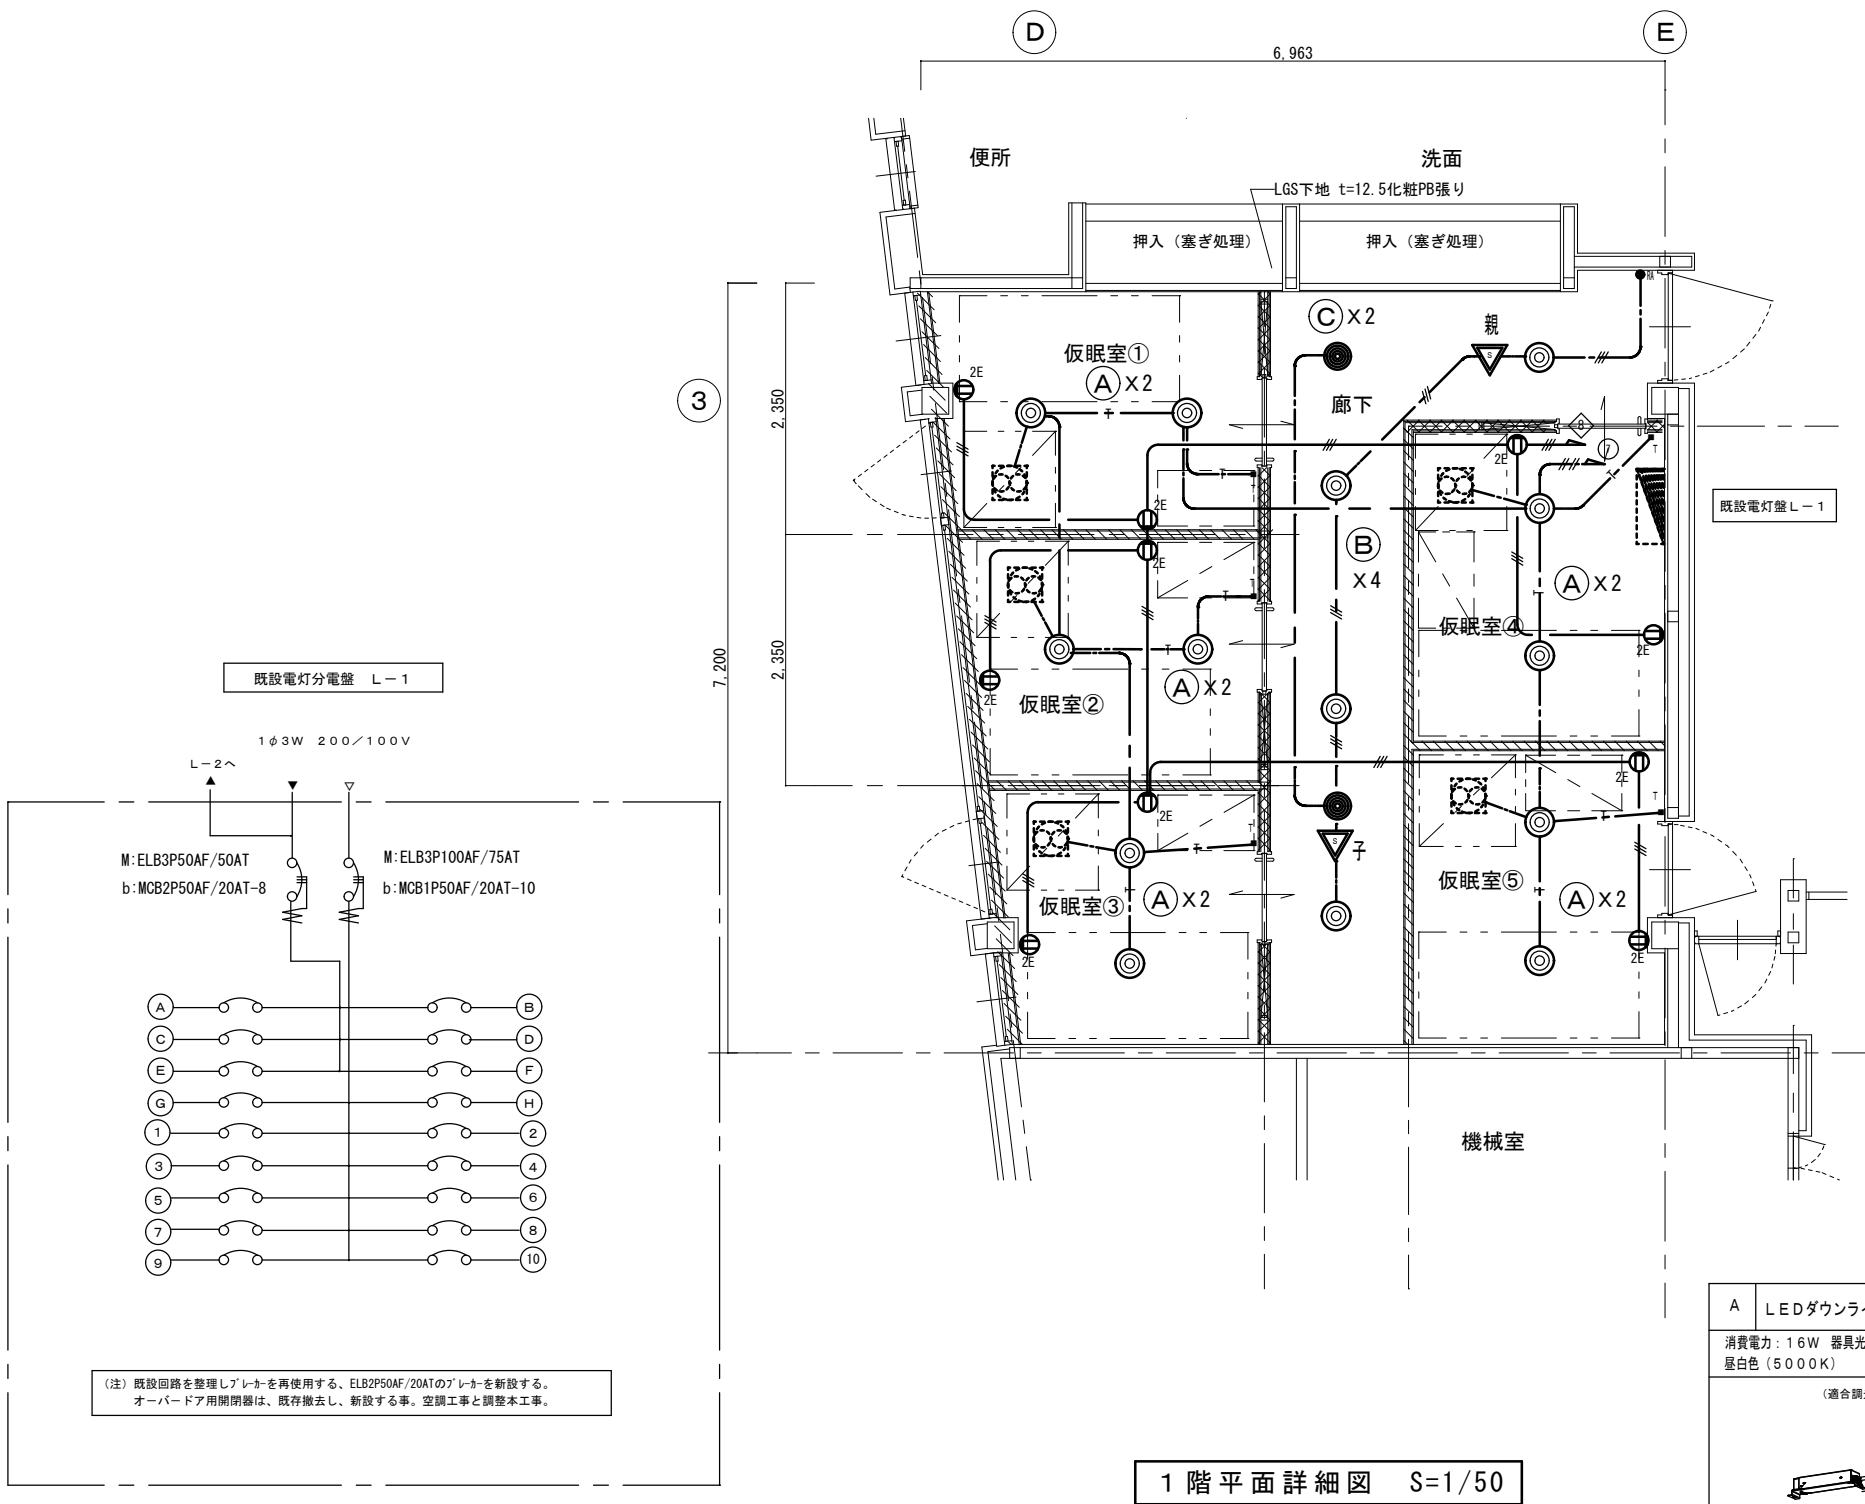 D
E
6,963
便所
洗面
LGS下地 t=12.5化粧PB張り
押入（塞ぎ処理）
押入（塞ぎ処理）
RA
C X2
親
S
仮眠室①
A X2
2E
3
2,350
廊下
8
7
T
2E
T
T
T
T
既設電灯盤L－1
2E
2E
B
X4
A X2
T
T
T
仮眠室④
2E
7,200
2,350
T
A X2
2E
仮眠室②
既設電灯分電盤　L－1
1φ3W　200／100V
L－2へ
2E
T
2E
T
T
T
S
子
M:ELB3P50AF/50AT
M:ELB3P100AF/75AT
b:MCB2P50AF/20AT-8
b:MCB1P50AF/20AT-10
仮眠室③
A X2
T
仮眠室⑤
A X2
T
2E
2E
A
B
C
D
E
F
G
H
1
2
3
4
5
6
7
8
9
10
機械室
A
LEDダウンラ
消費電力：16W　器具光
昼白色（5000K）
（適合調
（注）既設回路を整理しブレーカーを再使用する、ELB2P50AF/20ATのブレーカーを新設する。
オーバードア用開閉器は、既存撤去し、新設する事。空調工事と調整本工事。
1階平面詳細図　S=1/50